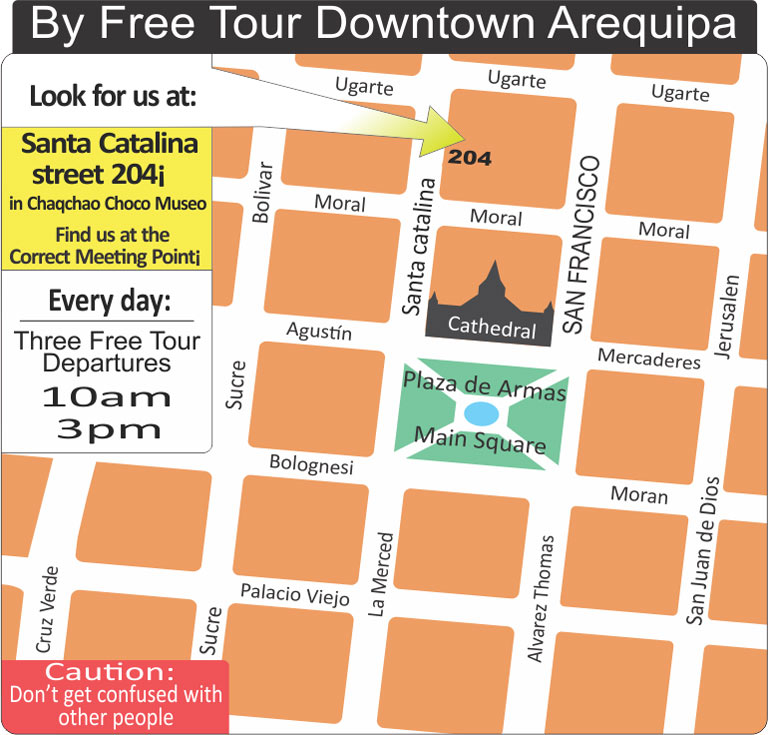 By Free Tour Downtown Arequipa
Look for us at:
Santa Catalina
street 204¡
in Chaqchao Choco Museo
Find us at the
Correct Meeting Point¡
Every day:
Three Free Tour
Departures
10am
3pm
Ugarte
Ugarte
Ugarte
204
Bolivar
Santa catalina
SAN FRANCISCO
Moral
Moral
Moral
Jerusalen
Cathedral
Agustín
Mercaderes
Sucre
Plaza de Armas
Main Square
Bolognesi
Moran
San Juan de Dios
La Merced
Alvarez Thomas
Cruz Verde
Palacio Viejo
Sucre
Caution:
Don't get confused with
other people